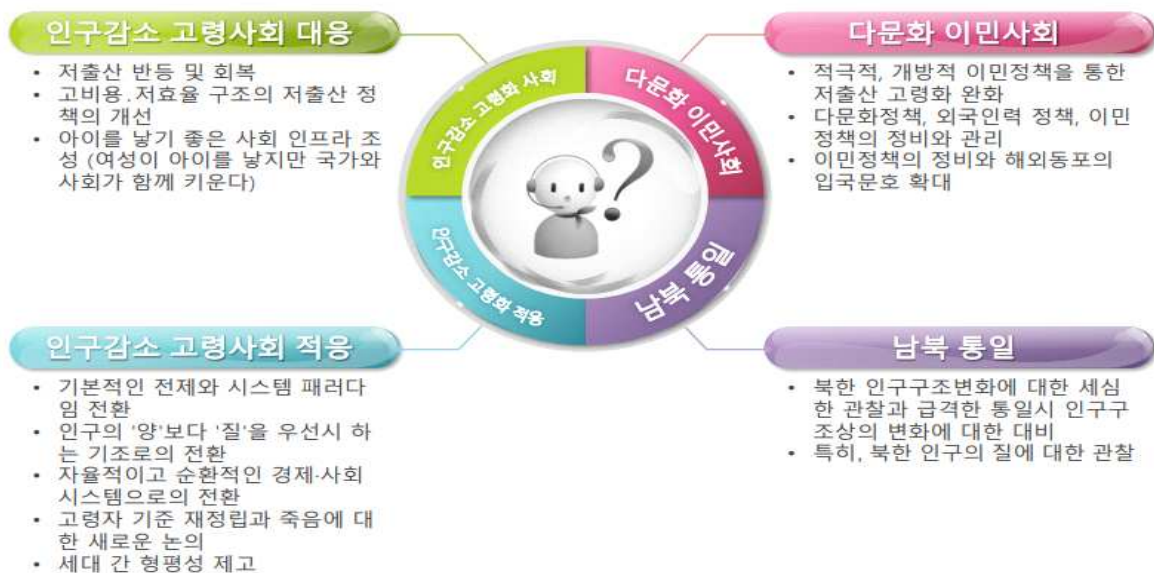 인구감소 고령사회 대응
• 저출산 반등 및 회복
• 고비용.저효율 구조의 저출산 정
책의 개선
• 아이를 낳기 좋은 사회 인프라 조
성 (여성이 아이를 낳지만 국가와
사회가 함께 키운다)
다문화 이민사회
• 적극적, 개방적 이민정책을 통한
저출산 고령화 완화
• 다문화정책, 외국인력 정책, 이민
정책의 정비와 관리
• 이민정책의 정비와 해외동포의
입국문호 확대
인구감소 고령화 사회
다문화 이민사회
?
인구감소 고령화 적응
남북 통일
인구감소 고령사회 적응
• 기본적인 전제와 시스템 패러다
임 전환
• 인구의 '양'보다 '질'을 우선시 하
는 기조로의 전환
• 자율적이고 순환적인 경제·사회
시스템으로의 전환
• 고령자 기준 재정립과 죽음에 대
한 새로운 논의
• 세대 간 형평성 제고
남북 통일
• 북한 인구구조변화에 대한 세심
한 관찰과 급격한 통일시 인구구
조상의 변화에 대한 대비
• 특히, 북한 인구의 질에 대한 관찰